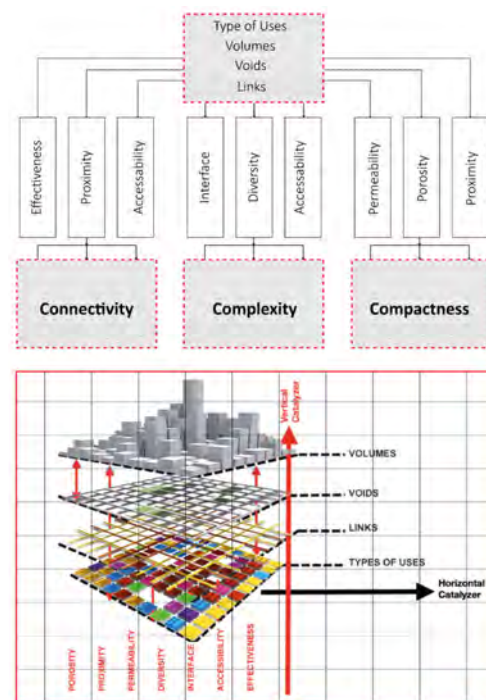 Type of Uses
Volumes
Voids
Links
Effectiveness
Proximity
Accessability
Interface
Diversity
Accessability
Permeability
Porosity
Proximity
Connectivity
Complexity
Compactness
Vertical
Catalyzer
VOLUMES
VOIDS
LINKS
TYPES OF USES
Horizontal
Catalyzer
POROSITY
PROXIMITY
PERMEABILITY
DIVERSITY
INTERFACE
ACCESSIBILITY
EFFECTIVENESS